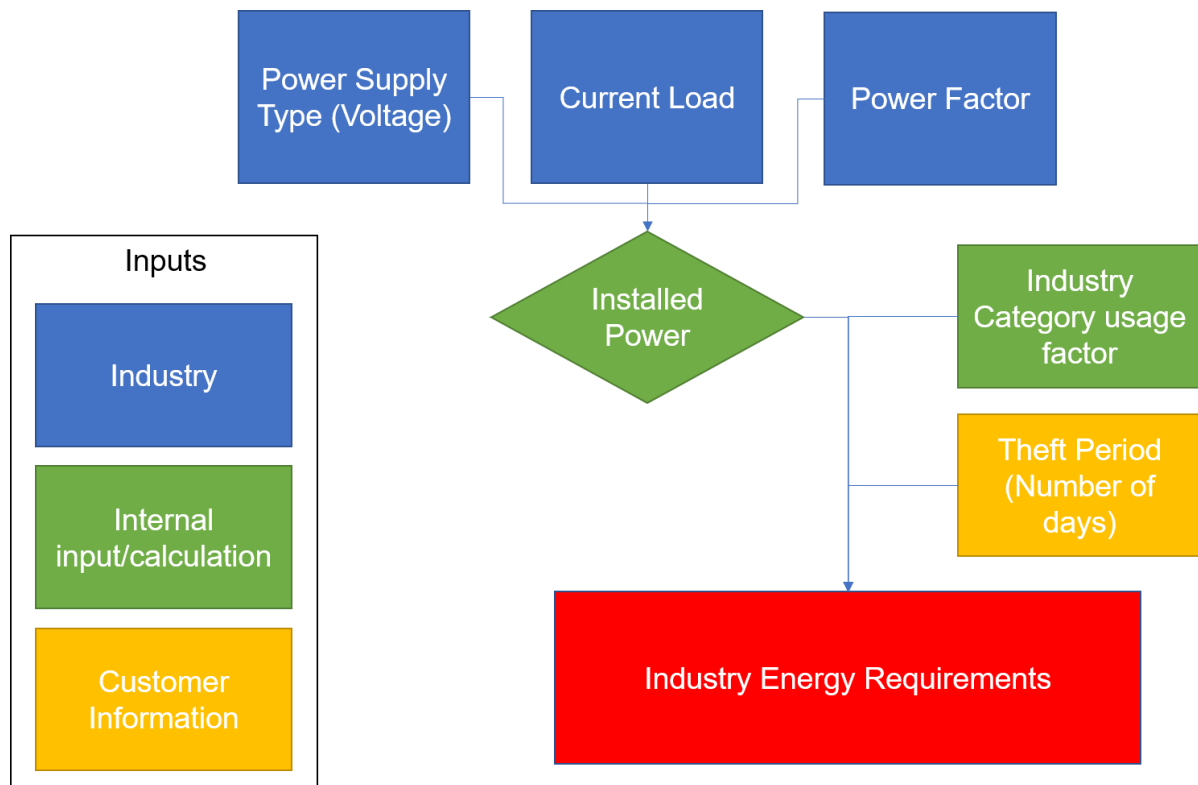 Power Supply
Type (Voltage)
Current Load
Power Factor
Inputs
Industry
Internal
input/calculation
Customer
Information
Installed
Power
Industry
Category usage
factor
Theft Period
(Number of
days)
Industry Energy Requirements